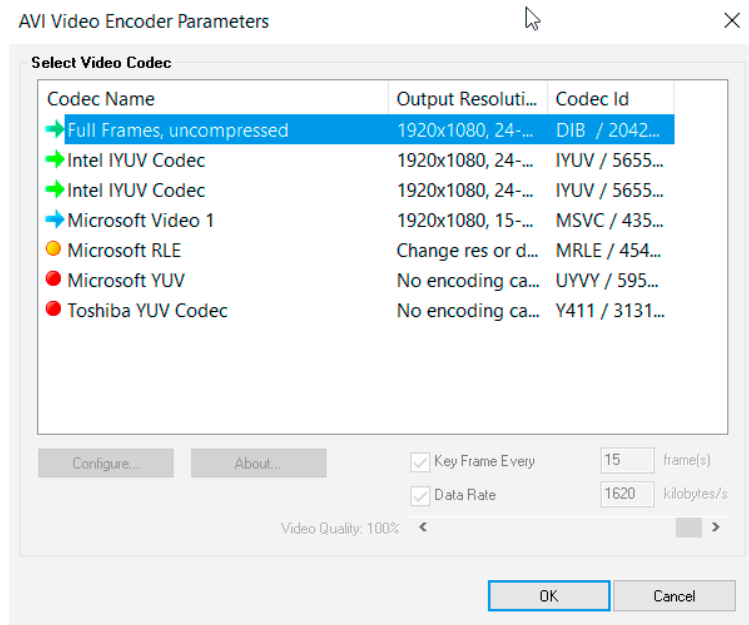 AVI Video Encoder Parameters
Select Video Codec
Codec Name Output Resoluti... Codec Id
Full Frames, uncompressed 1920x1080, 24-... DIB / 2042...
Intel IYUV Codec 1920x1080, 24-... IYUV / 5655...
Intel IYUV Codec 1920x1080, 24-... IYUV / 5655...
Microsoft Video 1 1920x1080, 15-... MSVC / 435...
Microsoft RLE Change res or d... MRLE / 454...
Microsoft YUV No encoding ca... UYVY / 595...
Toshiba YUV Codec No encoding ca... Y411 / 3131...
Configure... About... Key Frame Every 15 frame(s)
Data Rate 1620 kilobytes/s
Video Quality: 100%
OK Cancel